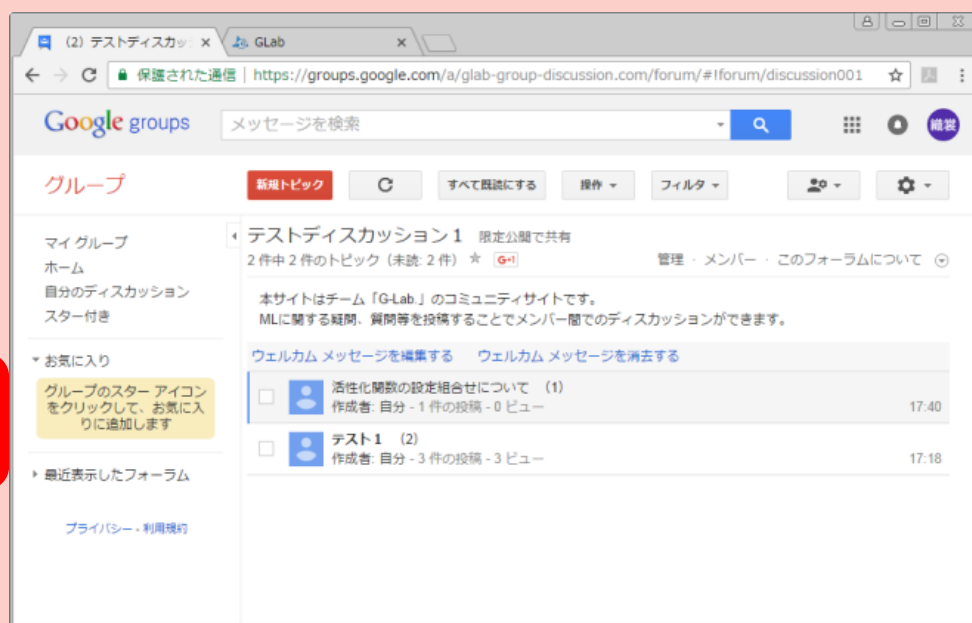 (2) テストディスカッシ
GLab
保護された通信
https://groups.google.com/a/glab-group-discussion.com/forum/#!forum/discussion001
Google groups
メッセージを検索
織裳
グループ
新規トピック
すべて既読にする
操作
フィルタ
マイ グループ
ホーム
自分のディスカッション
スター付き
お気に入り
グループのスター アイコン
をクリックして、お気に入
りに追加します
最近表示したフォーラム
プライバシー - 利用規約
テストディスカッション1 限定公開で共有
2 件中 2 件のトピック (未読: 2 件) G+1
管理 · メンバー · このフォーラムについて
本サイトはチーム「G-Lab.」のコミュニティサイトです。
MLに関する疑問、質問等を投稿することでメンバー間でのディスカッションができます。
ウェルカム メッセージを編集する ウェルカム メッセージを消去する
活性化関数の設定組合せについて (1)
作成者: 自分 - 1 件の投稿 - 0 ビュー
17:40
テスト1 (2)
作成者: 自分 - 3 件の投稿 - 3 ビュー
17:18